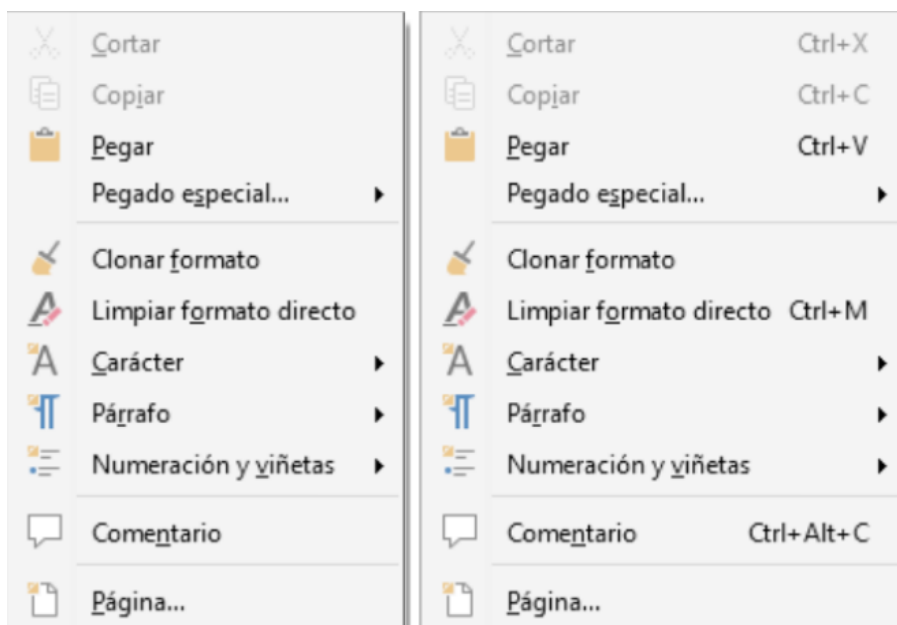 Cortar
Copiar
Pegar
Pegado especial...
Clonar formato
Limpiar formato directo
Carácter
Párrafo
Numeración y viñetas
Comentario
Página...
Cortar Ctrl+X
Copiar Ctrl+C
Pegar Ctrl+V
Pegado especial...
Clonar formato
Limpiar formato directo Ctrl+M
Carácter
Párrafo
Numeración y viñetas
Comentario Ctrl+Alt+C
Página...